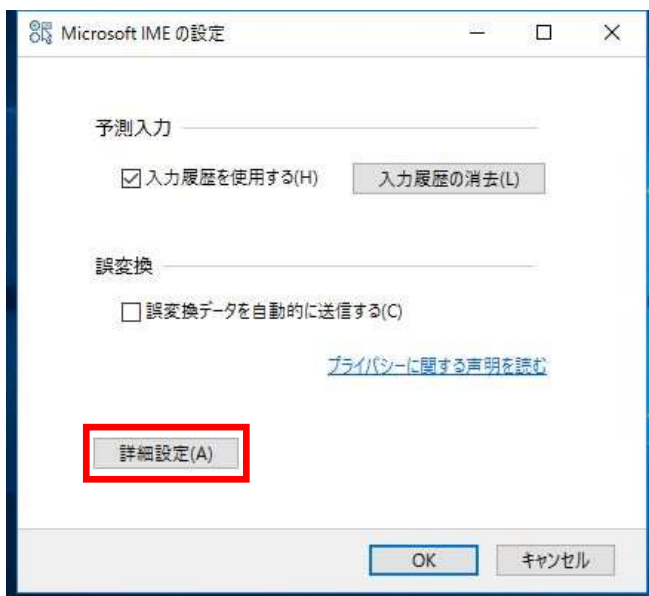 Microsoft IME の設定
予測入力
入力履歴を使用する(H)
入力履歴の消去(L)
誤変換
誤変換データを自動的に送信する(C)
プライバシーに関する声明を読む
詳細設定(A)
OK
キャンセル